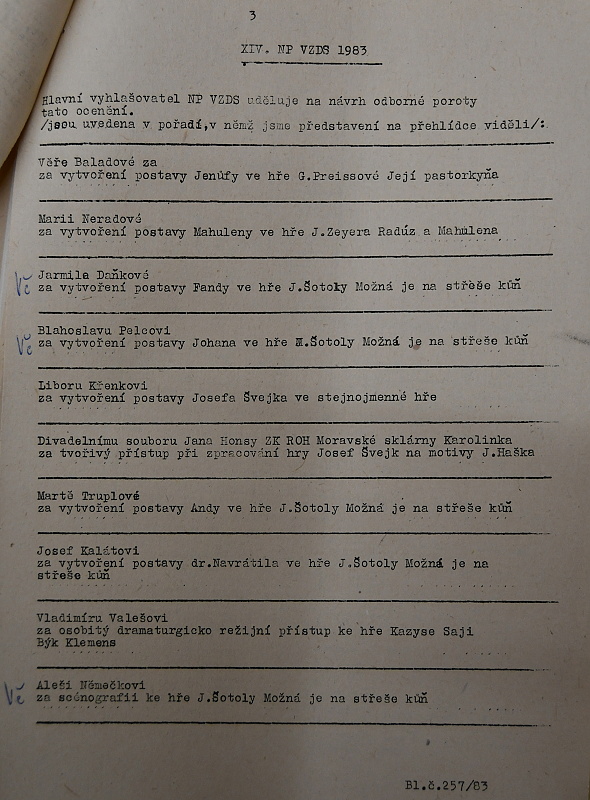 3
XIV. NP VZDS 1983
Hlavní vyhlašovatel NP VZDS uděluje na návrh odborné poroty
tato ocenění.
/jsou uvedena v pořadí,v němž jsme představení na přehlídce viděli/:
Věře Baladové za
za vytvoření postavy Jenůfy ve hře G.Preissové Její pastorkyňa
Marii Neradové
za vytvoření postavy Mahuleny ve hře J.Zeyera Radúz a Mahulena
Vč Jarmile Daňkové
za vytvoření postavy Fandy ve hře J.Šotoly Možná je na střeše kůň
Vč Blahoslavu Pelcovi
za vytvoření postavy Johana ve hře J.Šotoly Možná je na střeše kůň
Liboru Křenkovi
za vytvoření postavy Josefa Švejka ve stejnojmenné hře
Divadelnímu souboru Jana Honsy ZK ROH Moravské sklárny Karolinka
za tvořivý přístup při zpracování hry Josef Švejk na motivy J.Haška
Martě Truplové
za vytvoření postavy Andy ve hře J.Šotoly Možná je na střeše kůň
Josef Kalátovi
za vytvoření postavy dr.Navrátila ve hře J.Šotoly Možná je na
střeše kůň
Vladimíru Valešovi
za osobitý dramaturgicko režijní přístup ke hře Kazyse Saji
Býk Klemens
Vč Aleši Němečkovi
za scénografii ke hře J.Šotoly Možná je na střeše kůň
Bl.č.257/83